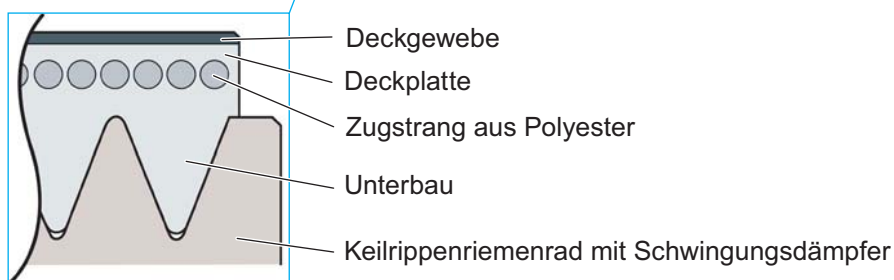 Deckgewebe
Deckplatte
Zugstrang aus Polyester
Unterbau
Keilrippenriemenrad mit Schwingungsdämpfer